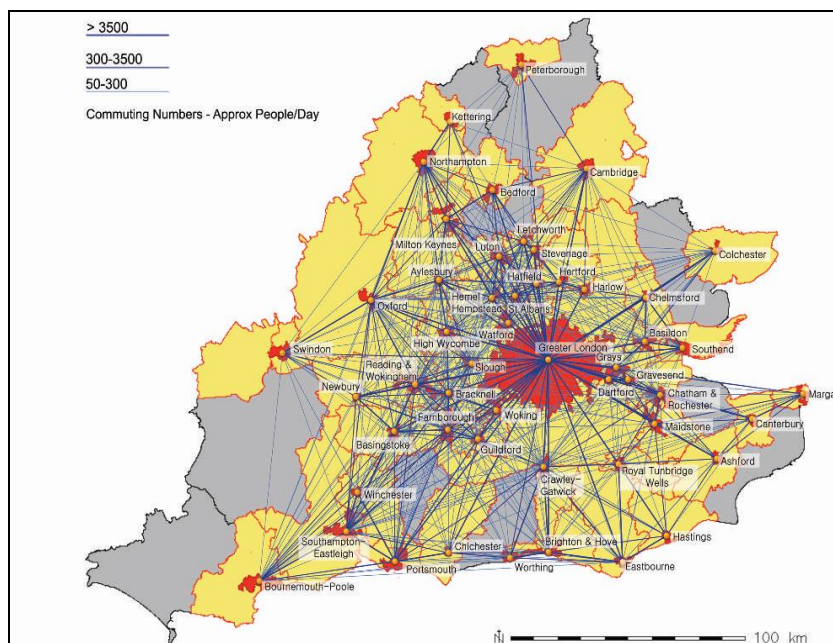 > 3500
300-3500
50-300
Commuting Numbers - Approx People/Day
Peterborough
Kettering
Northampton
Cambridge
Bedford
Letchworth
Milton Keynes
Luton
Stevenage
Colchester
Aylesbury
Hatfield
Hertford
Harlow
Chelmsford
Oxford
Hemel
Hempstead
St Albans
Watford
Basildon
High Wycombe
Greater London
Southend
Swindon
Reading &
Wokingham
Slough
Grays
Gravesend
Newbury
Bracknell
Dartford
Chatham &
Rochester
Marga
Farnborough
Woking
Canterbury
Maidstone
Basingstoke
Guildford
Ashford
Crawley-
Gatwick
Royal Tunbridge
Wells
Winchester
Southampton-
Eastleigh
Chichester
Brighton & Hove
Hastings
Portsmouth
Worthing
Eastbourne
Bournemouth-Poole
N
100 km